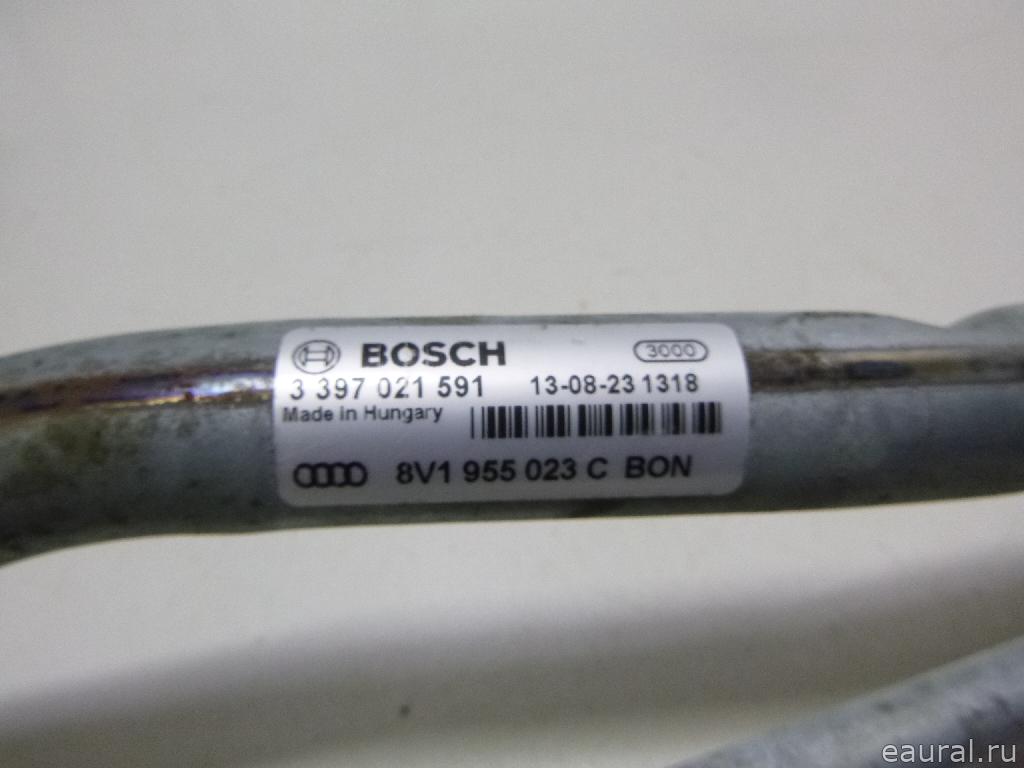 BOSCH 3000
3 397 021 591 13-08-23 1318
Made in Hungary
8V1 955 023 C BON
eaural.ru